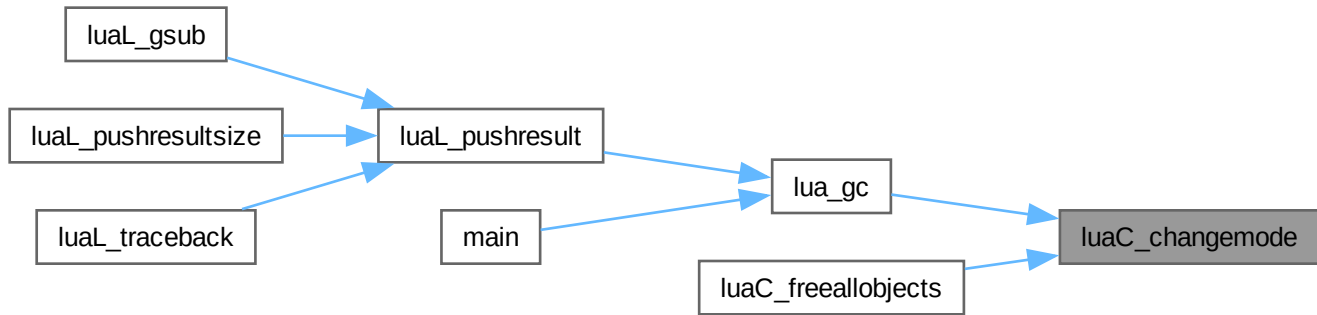 luaL_gsub
luaL_pushresultsize
luaL_pushresult
luaL_traceback
main
lua_gc
luaC_freeallobjects
luaC_changemode